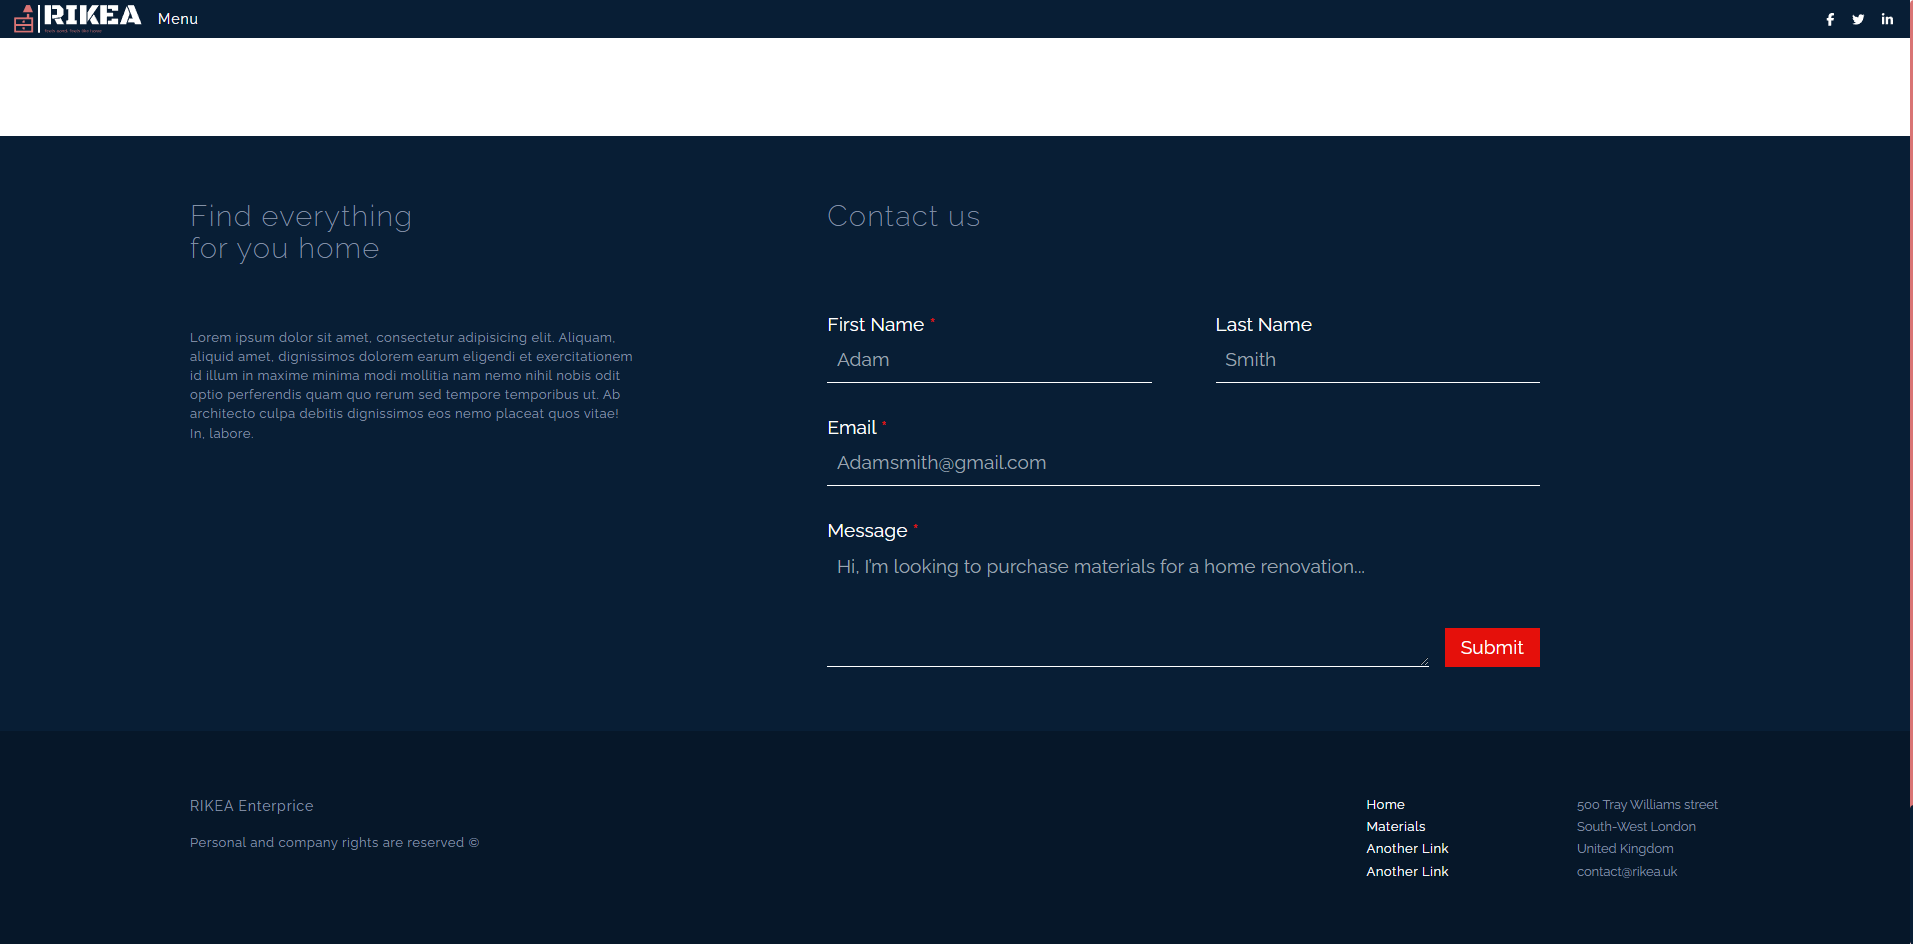 RIKEA
Menu
Find everything
for you home
Lorem ipsum dolor sit amet, consectetur adipisicing elit. Aliquam,
aliquid amet, dignissimos dolorem earum eligendi et exercitationem
id illum in maxime minima modi mollitia nam nemo nihil nobis odit
optio perferendis quam quo rerum sed tempore temporibus ut. Ab
architecto culpa debitis dignissimos eos nemo placeat quos vitae!
In, labore.
Contact us
First Name *
Last Name
Adam
Smith
Email *
Adamsmith@gmail.com
Message *
Hi, I'm looking to purchase materials for a home renovation...
Submit
RIKEA Enterprice
Personal and company rights are reserved ©
Home
Materials
Another Link
Another Link
500 Tray Williams street
South-West London
United Kingdom
contact@rikea.uk